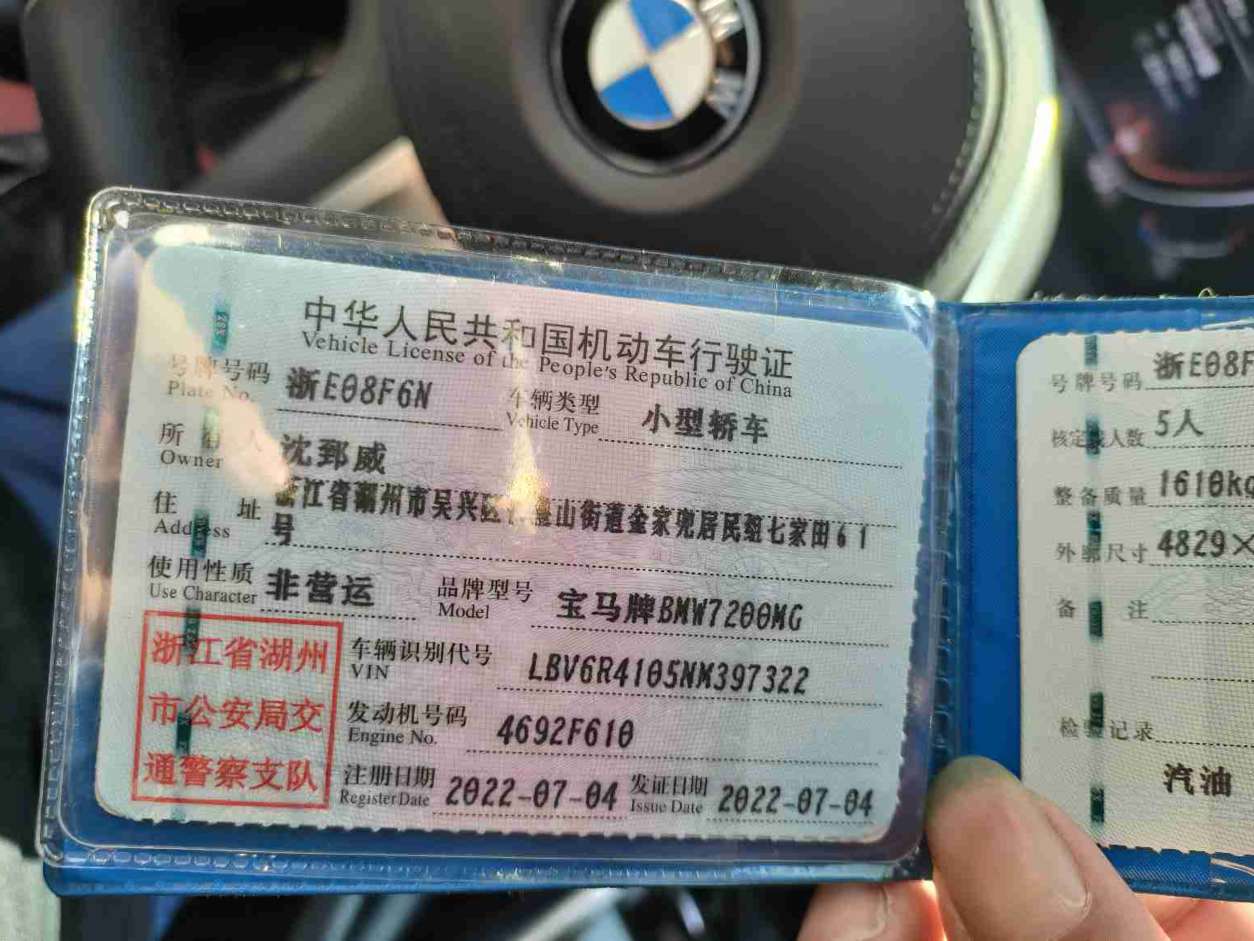 中华人民共和国机动车行驶证
Vehicle License of the People's Republic of China
号牌号码 浙E08F6N 车辆类型 小型轿车
Plate No. Vehicle Type
所 人 沈郅威
Owner
住 址 浙江省湖州市吴兴区 山街道金家兜居民组七家田61
Address 号
使用性质 非营运 品牌型号 宝马牌BMW7200MG
Use Character Model
浙江省湖州
市公安局交
通警察支队
车辆识别代号 LBV6R4105NM397322
VIN
发动机号码 4692F610
Engine No.
注册日期 2022-07-04 发证日期 2022-07-04
Register Date Issue Date
号牌号码 浙E08F
核定 人数 5人
整备质量 1610kg
外廓尺寸 4829×
备 注
检验记录
汽油